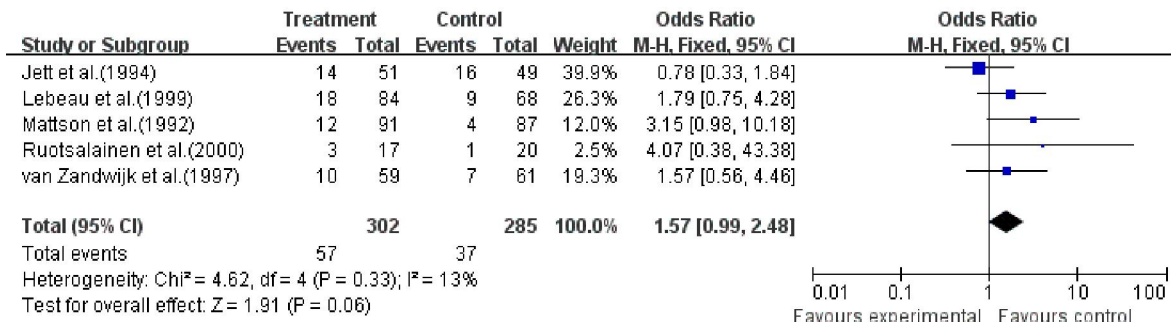 Treatment Control Odds Ratio Odds Ratio
Study or Subgroup Events Total Events Total Weight M-H, Fixed, 95% CI M-H, Fixed, 95% CI
Jett et al.(1994) 14 51 16 49 39.9% 0.78 [0.33, 1.84]
Lebeau et al.(1999) 18 84 9 68 26.3% 1.79 [0.75, 4.28]
Mattson et al.(1992) 12 91 4 87 12.0% 3.15 [0.98, 10.18]
Ruotsalainen et al.(2000) 3 17 1 20 2.5% 4.07 [0.38, 43.38]
van Zandwijk et al.(1997) 10 59 7 61 19.3% 1.57 [0.56, 4.46]
Total (95% CI) 302 285 100.0% 1.57 [0.99, 2.48]
Total events 57 37
Heterogeneity: Chi² = 4.62, df = 4 (P = 0.33); I² = 13%
Test for overall effect: Z = 1.91 (P = 0.06)
0.01 0.1 1 10 100
Favours experimental Favours control